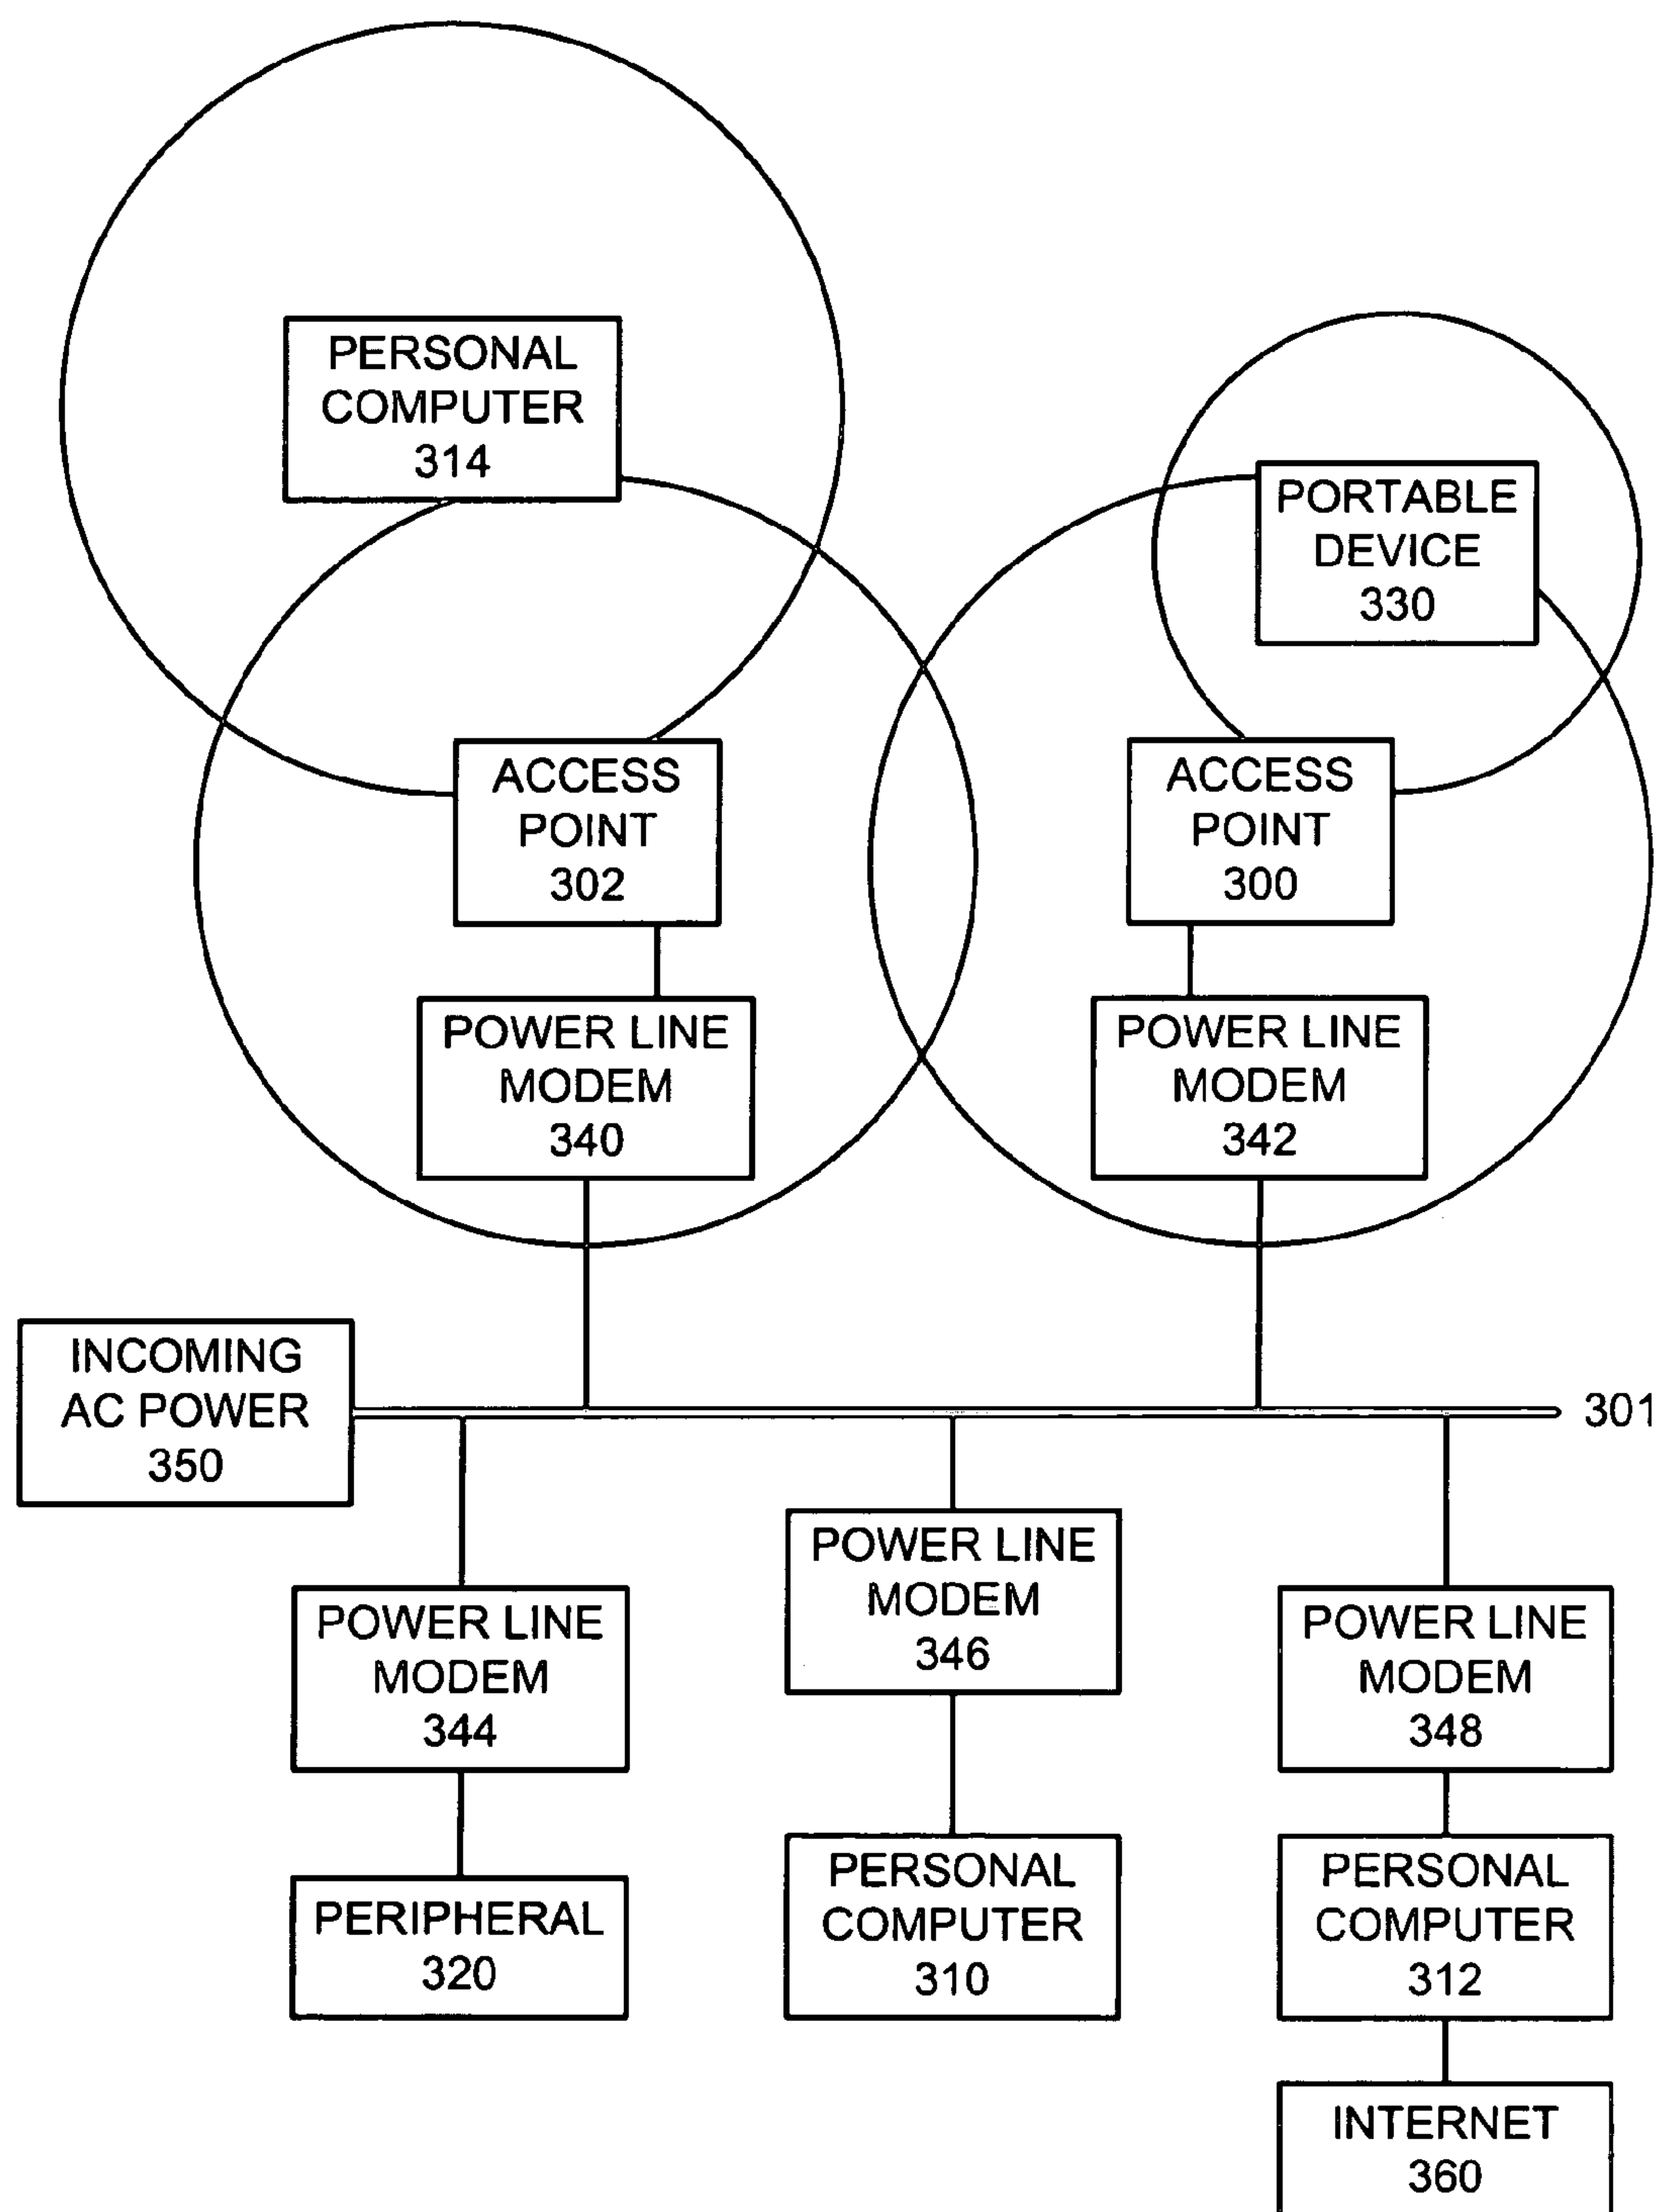 PERSONAL
COMPUTER
314
PORTABLE
DEVICE
330
ACCESS
POINT
302
ACCESS
POINT
300
POWER LINE
MODEM
340
POWER LINE
MODEM
342
INCOMING
AC POWER
350
301
POWER LINE
MODEM
344
POWER LINE
MODEM
346
POWER LINE
MODEM
348
PERIPHERAL
320
PERSONAL
COMPUTER
310
PERSONAL
COMPUTER
312
INTERNET
360